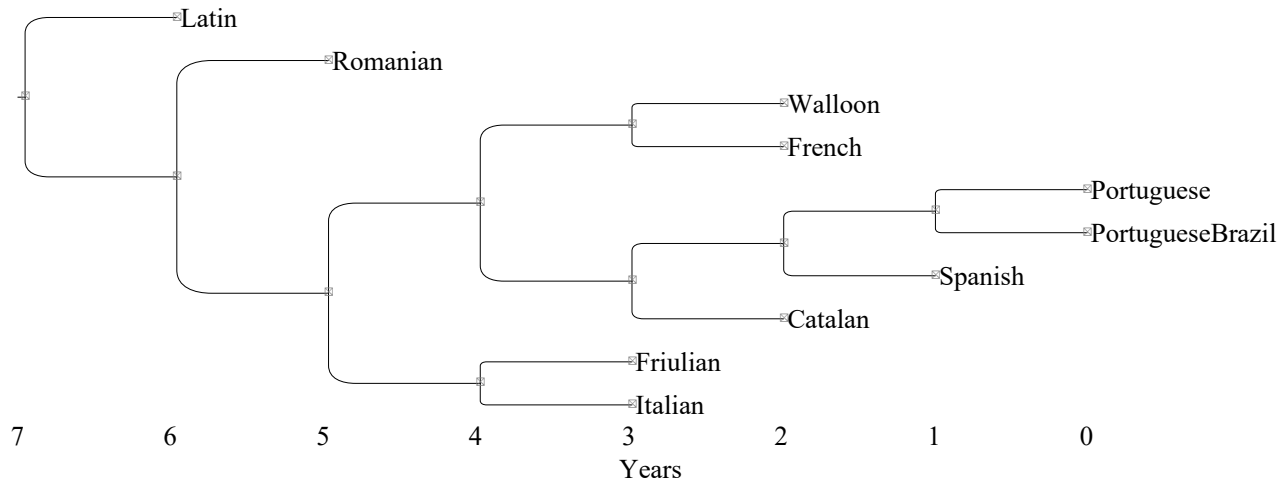 Latin
Romanian
Walloon
French
Portuguese
PortugueseBrazil
Spanish
Catalan
Friulian
Italian
7 6 5 4 3 2 1 0
Years